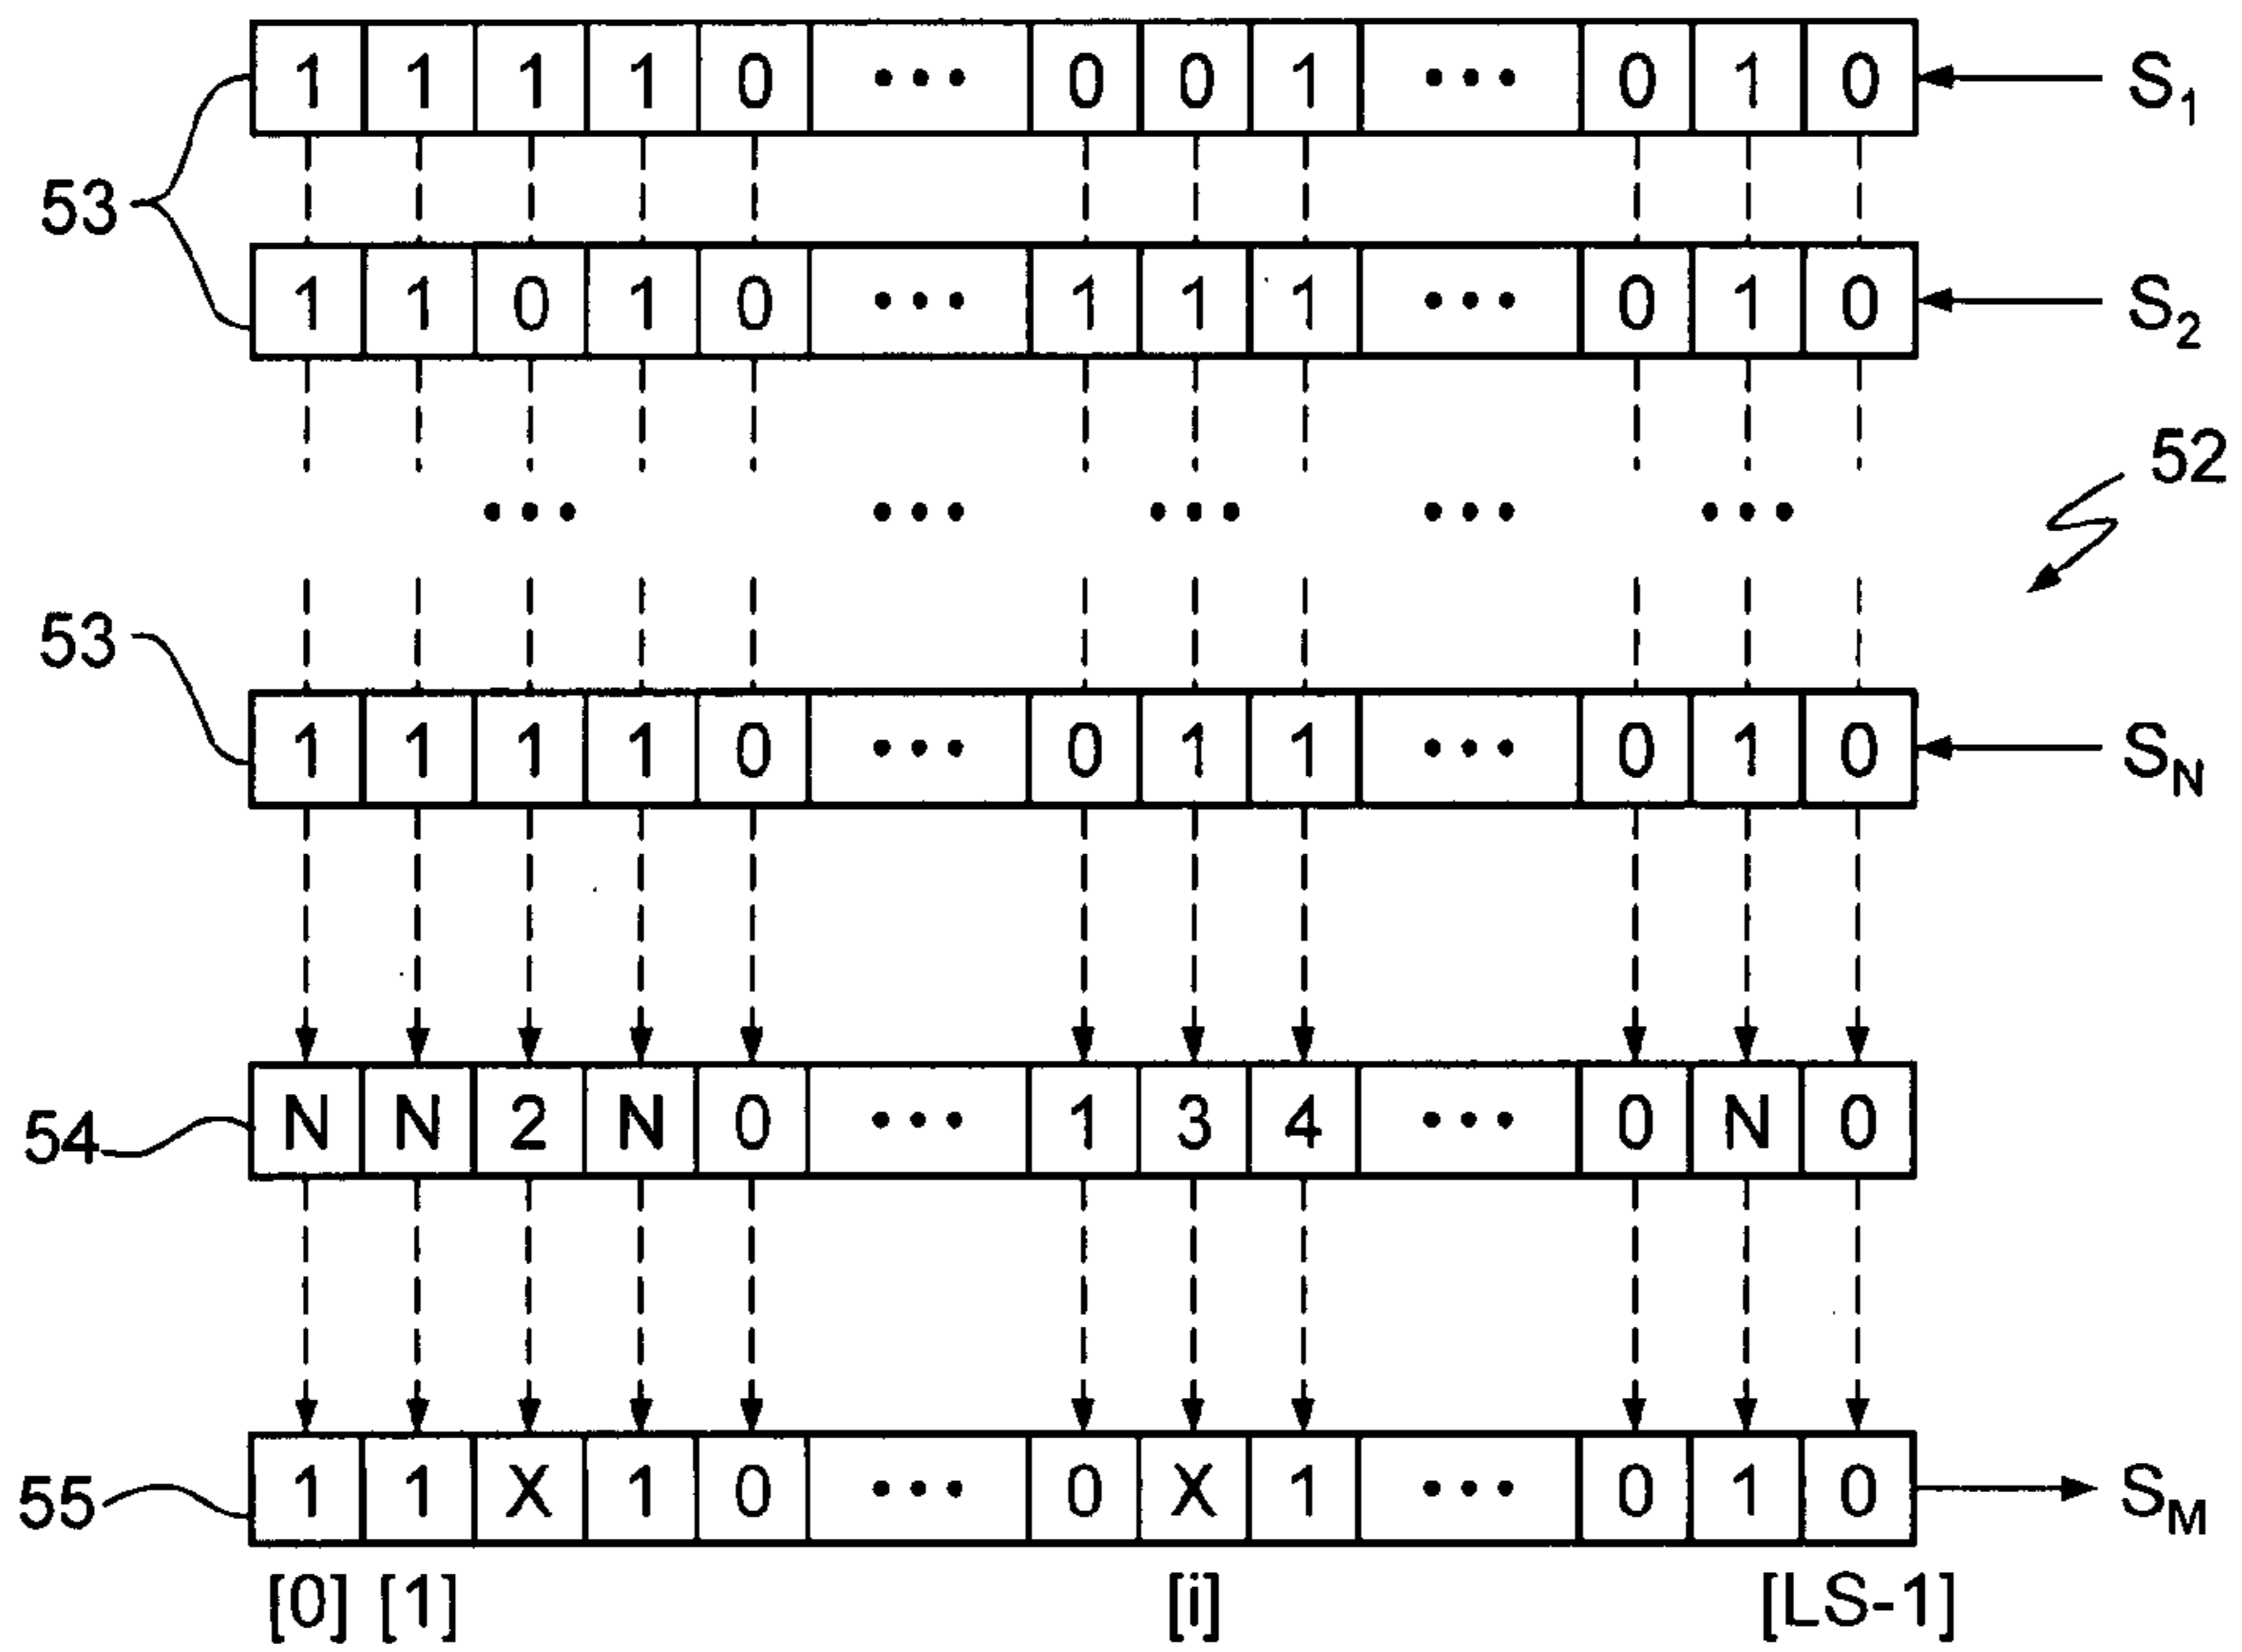 1 1 1 1 0 ••• 0 0 1 ••• 0 1 0 S1
53
1 1 0 1 0 ••• 1 1 1 ••• 0 1 0 S2
52
••• ••• ••• ••• •••
53
1 1 1 1 0 ••• 0 1 1 ••• 0 1 0 SN
54 N N 2 N 0 ••• 1 3 4 ••• 0 N 0
55 1 1 X 1 0 ••• 0 X 1 ••• 0 1 0 SM
[0] [1] [i] [LS-1]